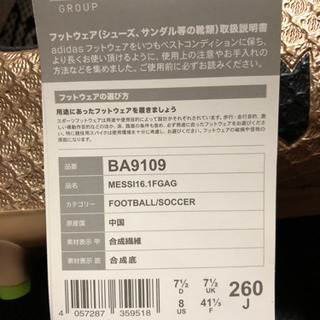 GROUP
フットウェア(シューズ、サンダル等の靴類)取扱説明書
adidas フットウェアをいつもベストコンディションに保ち、
より長くお使い頂けるように、使用上の注意やお手入れの
方法などを集めました。ご使用前に必ずお読みください。
フットウェアの選び方
用途にあったフットウェアを履きましょう
品番 BA9109
品名 MESSI16.1FGAG
カテゴリー FOOTBALL/SOCCER
原産国 中国
素材表示 甲 合成繊維
素材表示 底 合成底
7½ D 7½ UK 260 J
8 US 41⅓ F
4 057287 359518